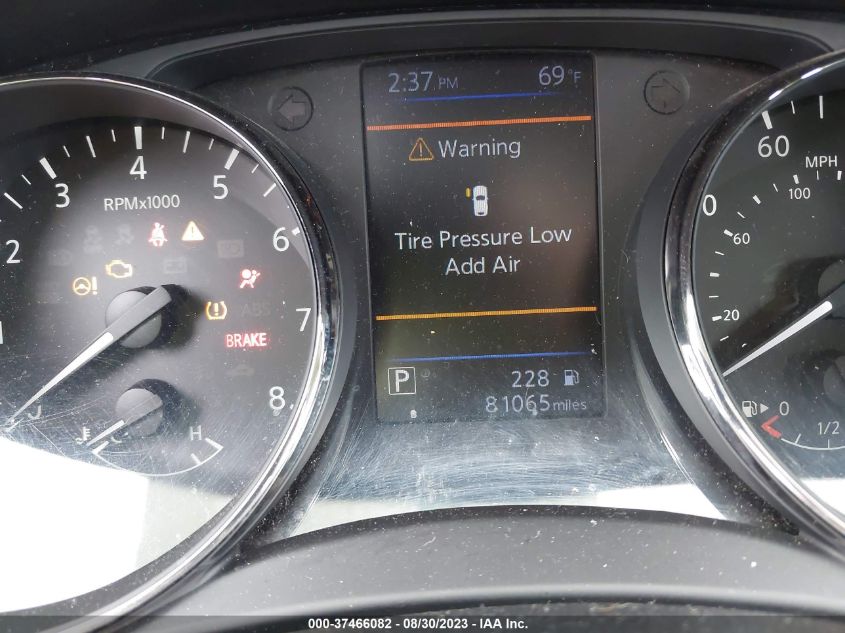 2:37 PM 69°F
Warning
Tire Pressure Low
Add Air
P 228
81065 miles
1 2 3 4 5 6 7 8
RPMx1000
ABS
BRAKE
H
0 60
MPH
20 60 100
0 1/2
000-37466082 - 08/30/2023 - IAA Inc.